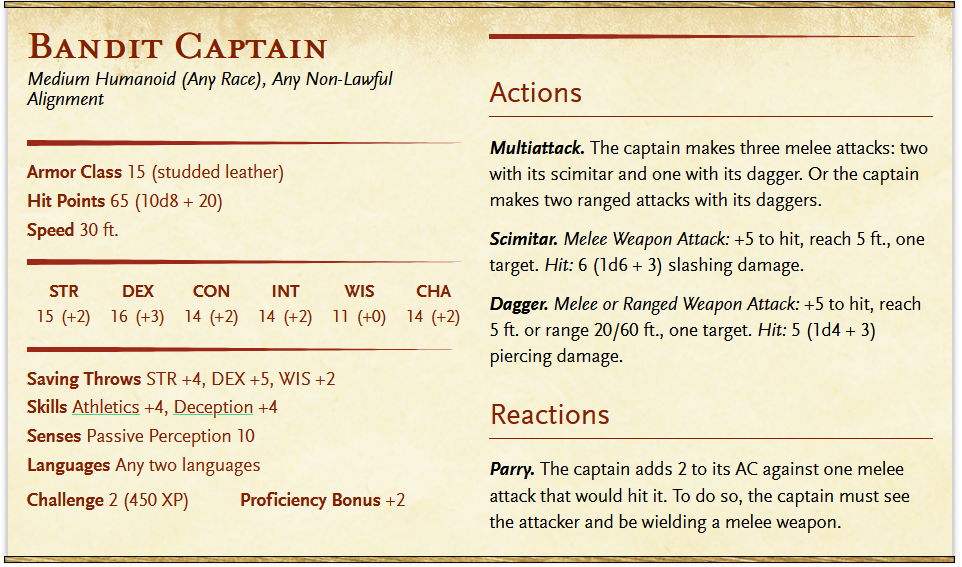 Bandit Captain
Medium Humanoid (Any Race), Any Non-Lawful
Alignment
Armor Class 15 (studded leather)
Hit Points 65 (10d8 + 20)
Speed 30 ft.
STR DEX CON INT WIS CHA
15 (+2) 16 (+3) 14 (+2) 14 (+2) 11 (+0) 14 (+2)
Saving Throws STR +4, DEX +5, WIS +2
Skills Athletics +4, Deception +4
Senses Passive Perception 10
Languages Any two languages
Challenge 2 (450 XP) Proficiency Bonus +2
Actions
Multiattack. The captain makes three melee attacks: two
with its scimitar and one with its dagger. Or the captain
makes two ranged attacks with its daggers.
Scimitar. Melee Weapon Attack: +5 to hit, reach 5 ft., one
target. Hit: 6 (1d6 + 3) slashing damage.
Dagger. Melee or Ranged Weapon Attack: +5 to hit, reach
5 ft. or range 20/60 ft., one target. Hit: 5 (1d4 + 3)
piercing damage.
Reactions
Parry. The captain adds 2 to its AC against one melee
attack that would hit it. To do so, the captain must see
the attacker and be wielding a melee weapon.